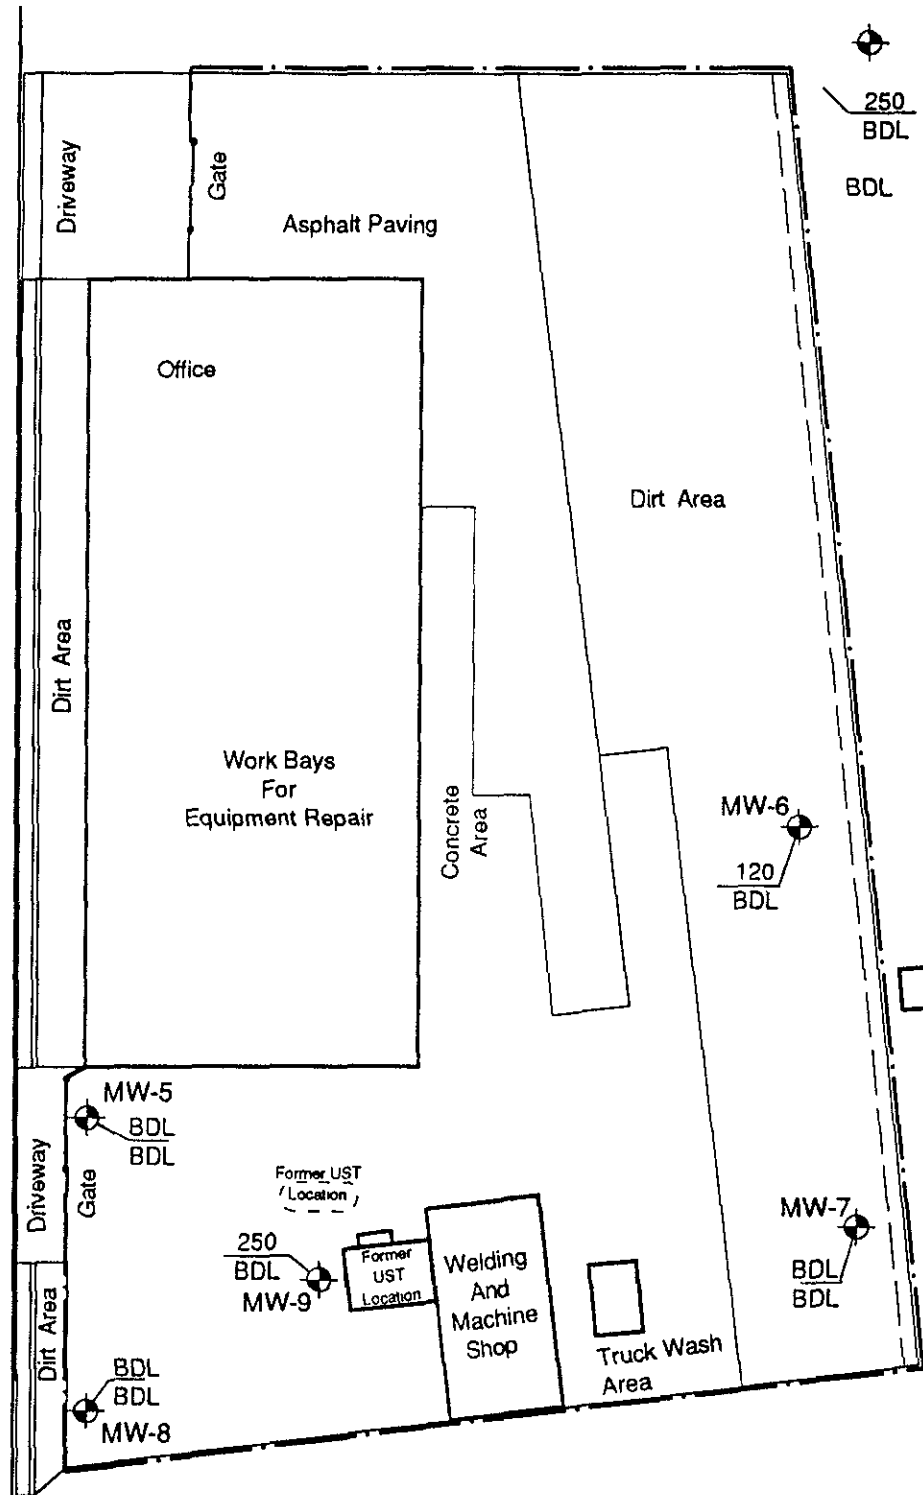 250
BDL
BDL
Driveway
Gate
Asphalt Paving
Office
Dirt Area
Dirt Area
Work Bays
For
Equipment Repair
Concrete
Area
MW-6
120
BDL
MW-5
BDL
BDL
Driveway
Gate
Former UST
Location
MW-7
BDL
BDL
250
BDL
MW-9
Former
UST
Location
Welding
And
Machine
Shop
Truck Wash
Area
Dirt Area
BDL
BDL
MW-8